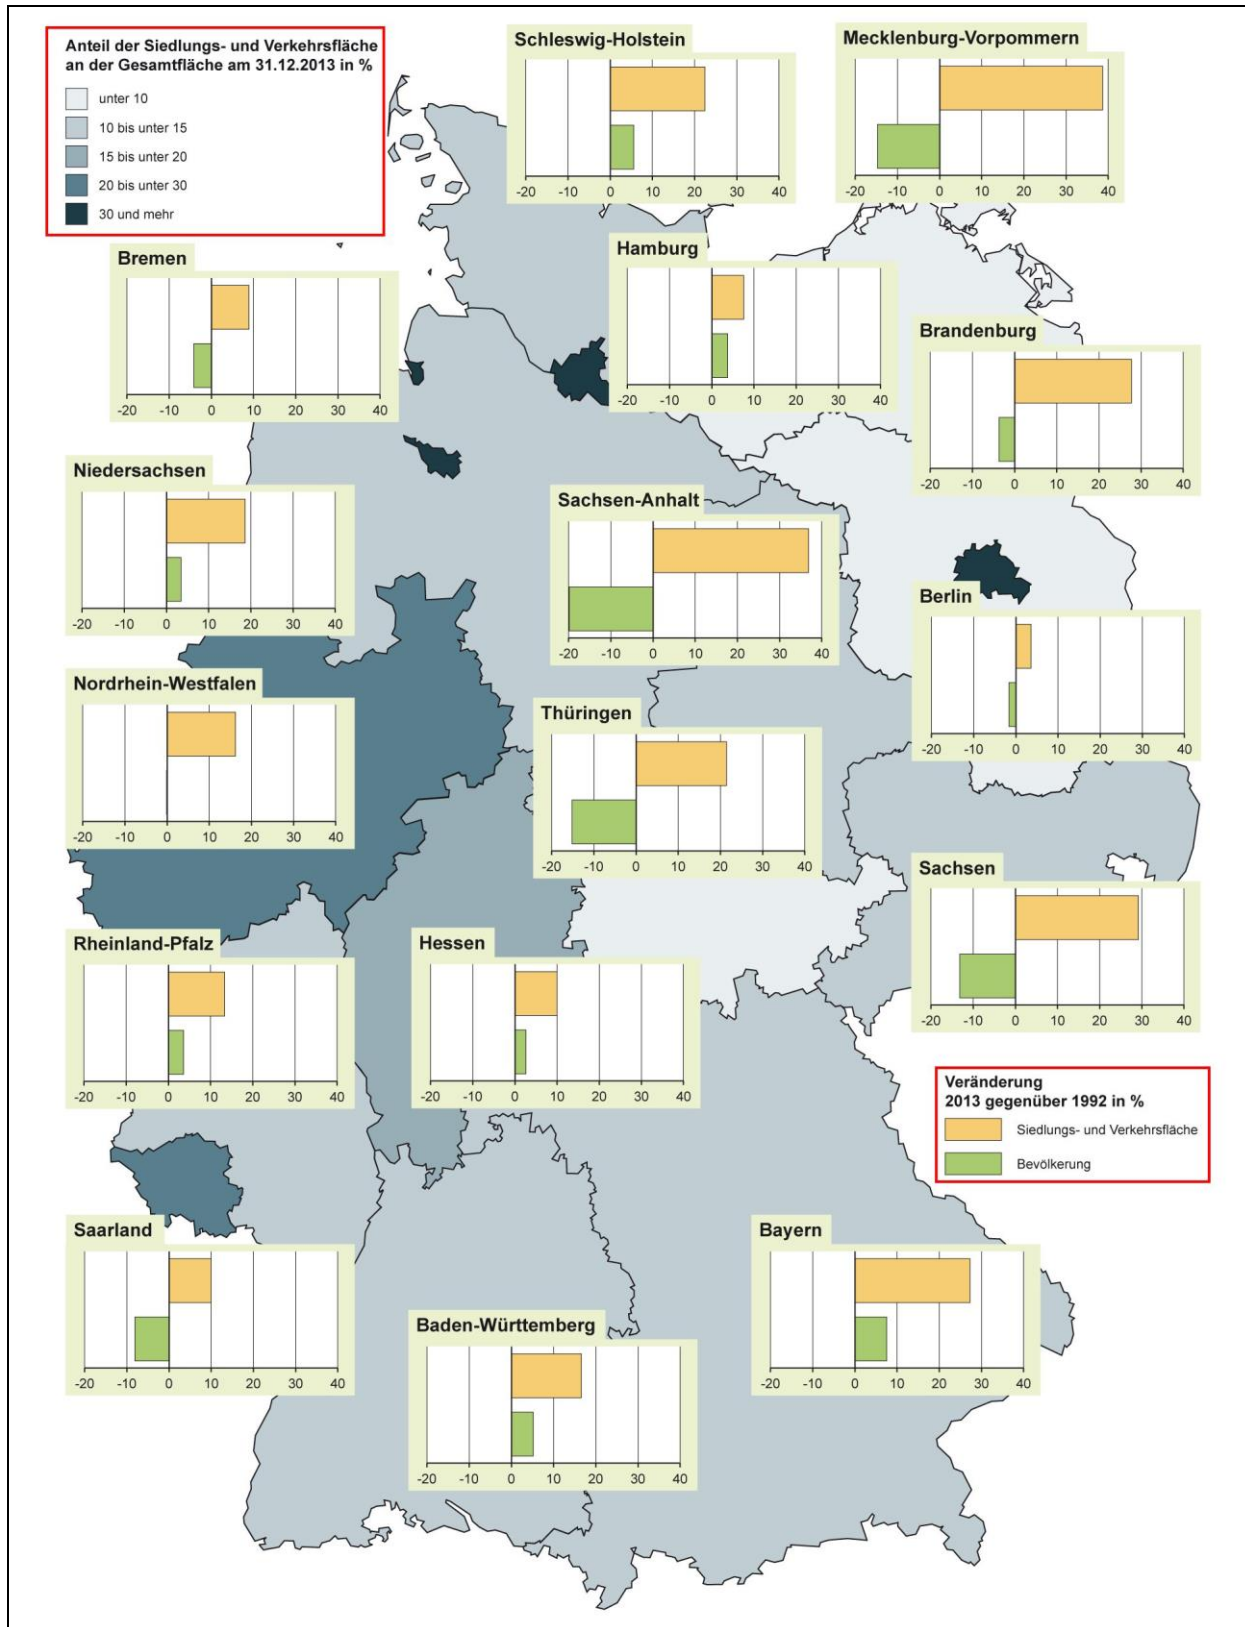 Anteil der Siedlungs- und Verkehrsfläche
an der Gesamtfläche am 31.12.2013 in %
unter 10
10 bis unter 15
15 bis unter 20
20 bis unter 30
30 und mehr
Schleswig-Holstein
-20 -10 0 10 20 30 40
Mecklenburg-Vorpommern
-20 -10 0 10 20 30 40
Bremen
-20 -10 0 10 20 30 40
Hamburg
-20 -10 0 10 20 30 40
Brandenburg
-20 -10 0 10 20 30 40
Niedersachsen
-20 -10 0 10 20 30 40
Sachsen-Anhalt
-20 -10 0 10 20 30 40
Berlin
-20 -10 0 10 20 30 40
Nordrhein-Westfalen
-20 -10 0 10 20 30 40
Thüringen
-20 -10 0 10 20 30 40
Sachsen
-20 -10 0 10 20 30 40
Rheinland-Pfalz
-20 -10 0 10 20 30 40
Hessen
-20 -10 0 10 20 30 40
Veränderung
2013 gegenüber 1992 in %
Siedlungs- und Verkehrsfläche
Bevölkerung
Saarland
-20 -10 0 10 20 30 40
Bayern
-20 -10 0 10 20 30 40
Baden-Württemberg
-20 -10 0 10 20 30 40